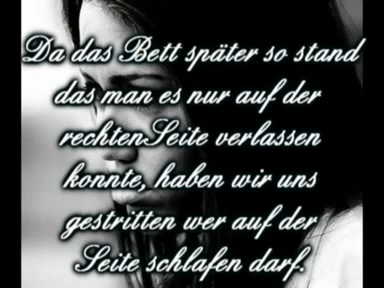 Da das Bett später so stand
das man es nur auf der
rechtenSeite verlassen
konnte, haben wir uns
gestritten wer auf der
Seite schlafen darf.